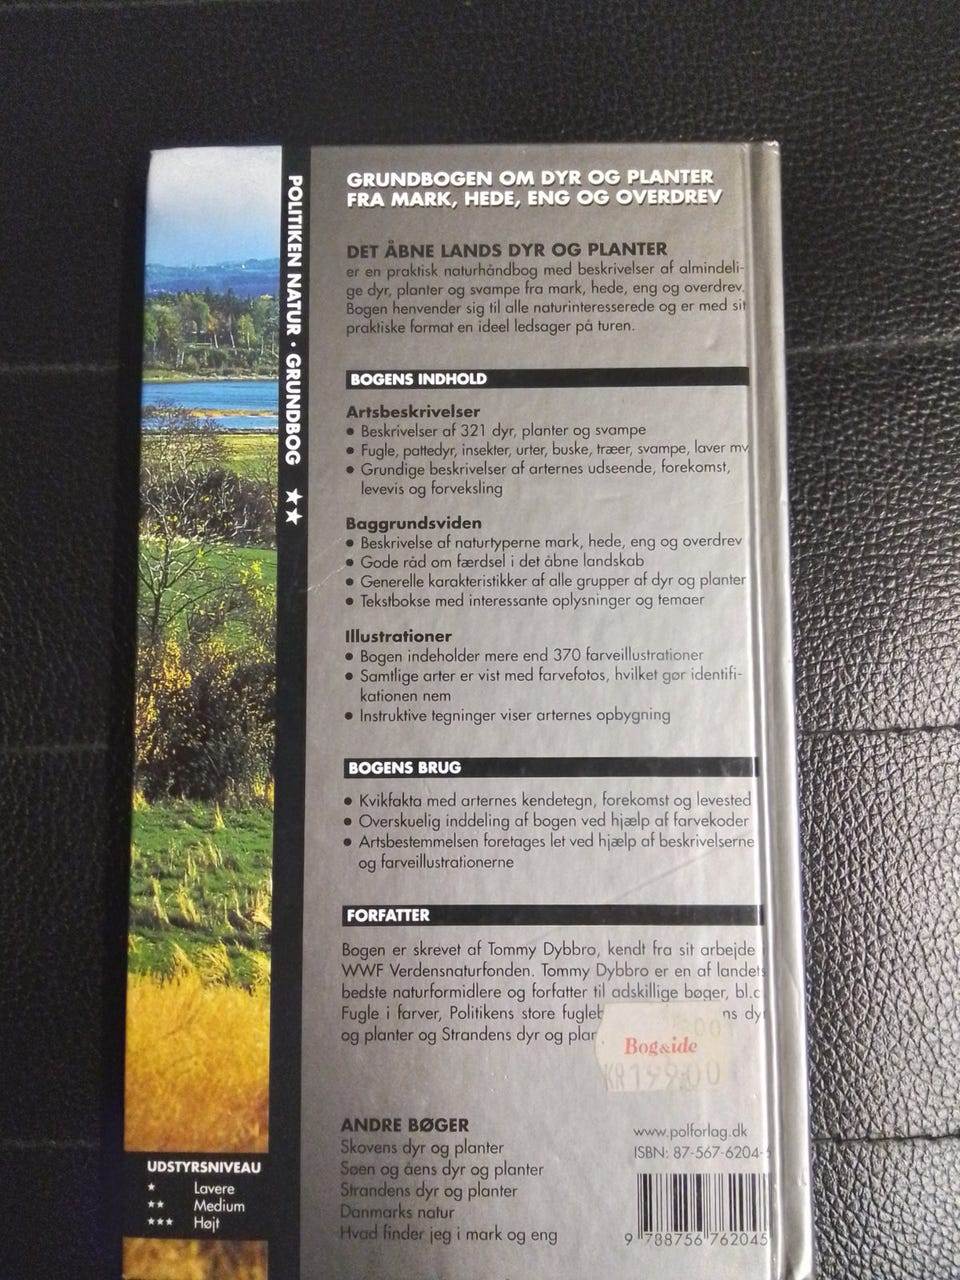 GRUNDBOGEN OM DYR OG PLANTER
FRA MARK, HEDE, ENG OG OVERDREV
DET ÅBNE LANDS DYR OG PLANTER
er en praktisk naturhåndbog med beskrivelser af almindeli-
ge dyr, planter og svampe fra mark, hede, eng og overdrev.
Bogen henvender sig til alle naturinteresserede og er med sit
praktiske format en ideel ledsager på turen.
BOGENS INDHOLD
Artsbeskrivelser
● Beskrivelser af 321 dyr, planter og svampe
● Fugle, pattedyr, insekter, urter, buske, træer, svampe, laver mv
● Grundige beskrivelser af arternes udseende, forekomst,
levevis og forveksling
Baggrundsviden
● Beskrivelse af naturtyperne mark, hede, eng og overdrev
● Gode råd om færdsel i det åbne landskab
● Generelle karakteristikker af alle grupper af dyr og planter
● Tekstbokse med interessante oplysninger og temaer
Illustrationer
● Bogen indeholder mere end 370 farveillustrationer
● Samtlige arter er vist med farvefotos, hvilket gør identifi-
kationen nem
● Instruktive tegninger viser arternes opbygning
BOGENS BRUG
● Kvikfakta med arternes kendetegn, forekomst og levested
● Overskuelig inddeling af bogen ved hjælp af farvekoder
● Artsbestemmelsen foretages let ved hjælp af beskrivelserne
og farveillustrationerne
FORFATTER
Bogen er skrevet af Tommy Dybbro, kendt fra sit arbejde
WWF Verdensnaturfonden. Tommy Dybbro er en af landets
bedste naturformidlere og forfatter til adskillige bøger, bl.
Fugle i farver, Politikens store
og planter og Strandens dyr og
Bog&idé
KR199.00
ANDRE BØGER
Skovens dyr og planter
Søen og åens dyr og planter
Strandens dyr og planter
Danmarks natur
Hvad finder jeg i mark og eng
www.polforlag.dk
ISBN: 87-567-6204-
9 788756 762045
POLITIKEN NATUR · GRUNDBOG ★★
UDSTYRSNIVEAU
★ Lavere
★★ Medium
★★★ Højt